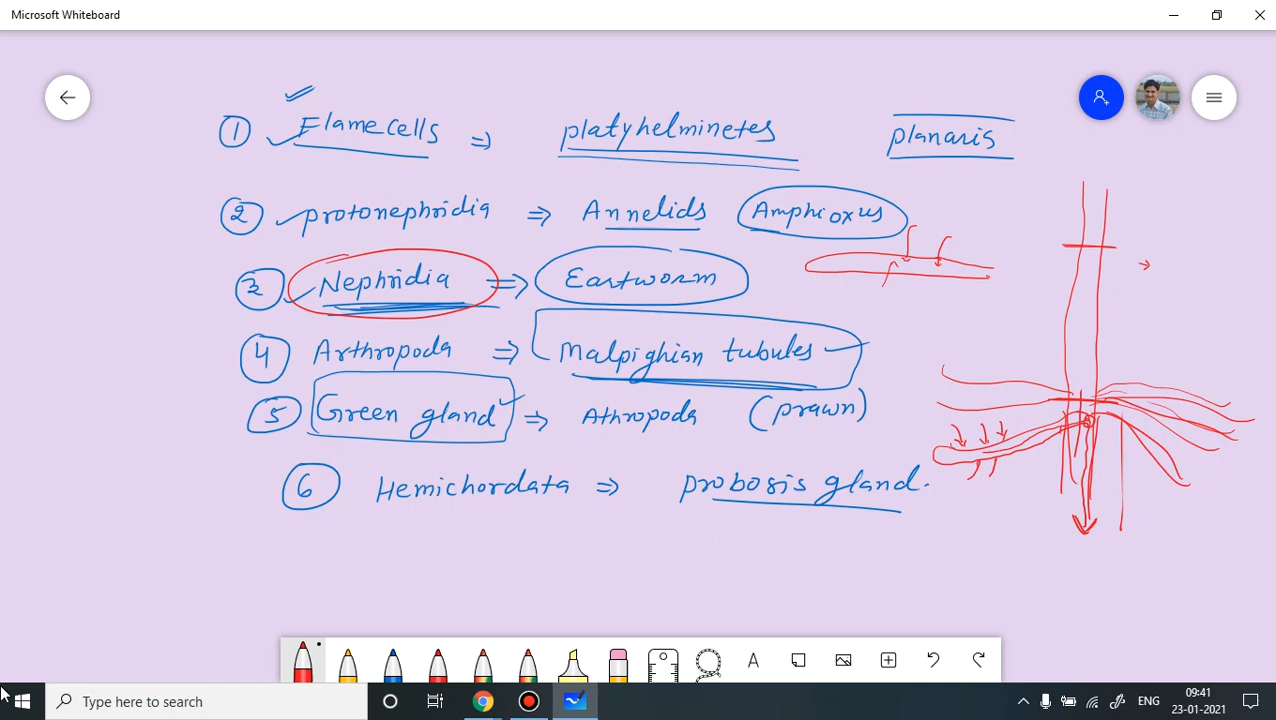 Microsoft Whiteboard
① Flame cells ⇒ platyhelminetes planaris
② protonephridia ⇒ Annelids Amphioxus
③ Nephridia ⇒ Eartworm
④ Arthropoda ⇒ Malpighian tubules
⑤ Green gland ⇒ Athropoda (prawn)
⑥ Hemichordata ⇒ probosis gland.
Type here to search
ENG
09:41
23-01-2021